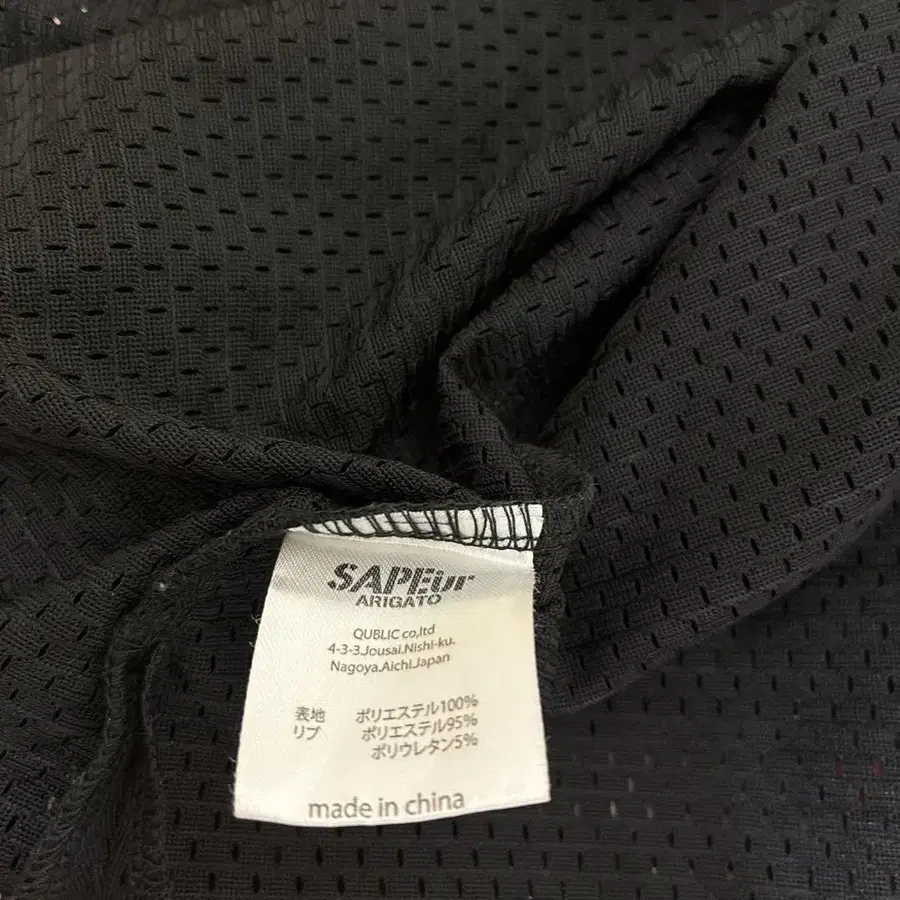 SAPEur
ARIGATO
QUBLIC co,ltd
4-3-3.Jousai.Nishi-ku.
Nagoya.Aichi.Japan
表地 ポリエステル100%
リブ ポリエステル95%
ポリウレタン5%
made in china